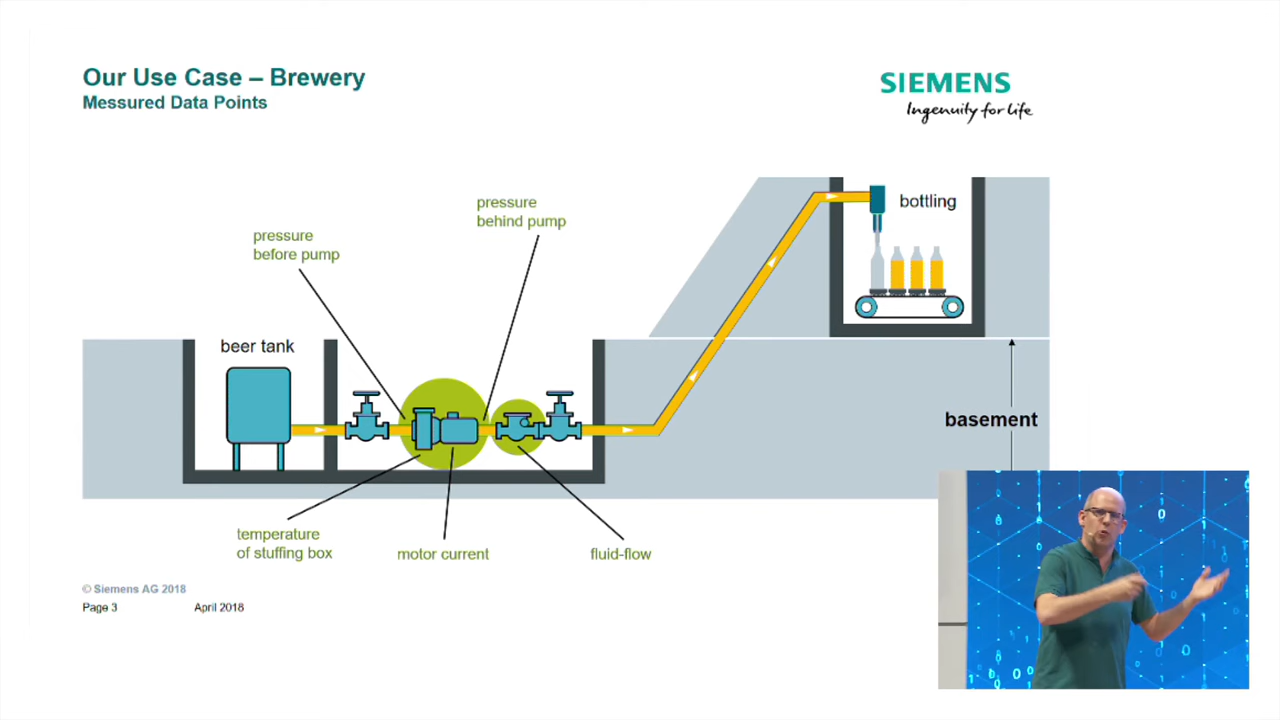 Our Use Case – Brewery
Messured Data Points
SIEMENS
Ingenuity for life
pressure
behind pump
pressure
before pump
bottling
beer tank
basement
temperature
of stuffing box
motor current
fluid-flow
© Siemens AG 2018
Page 3
April 2018